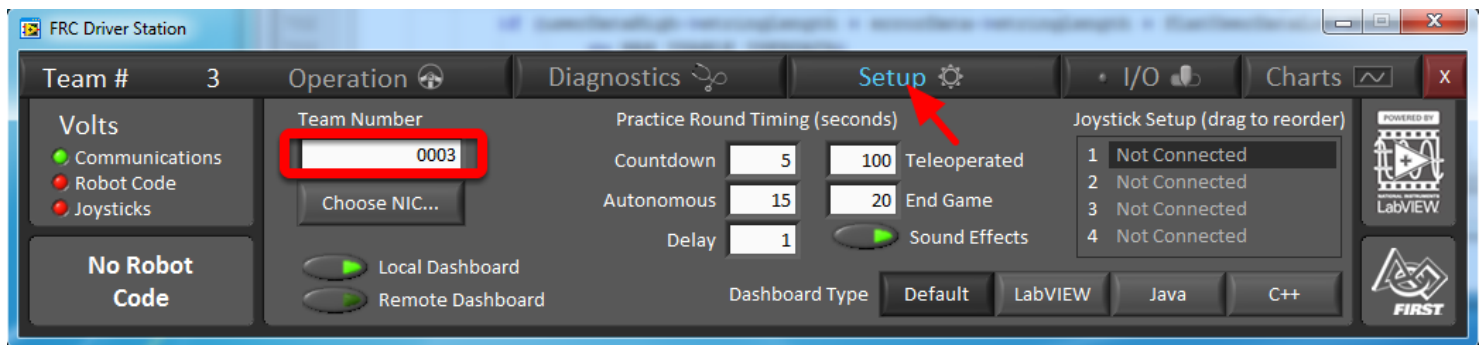 FRC Driver Station
Team # 3 Operation Diagnostics Setup I/O Charts X
Volts
Communications
Robot Code
Joysticks
No Robot
Code
Team Number
0003
Choose NIC...
Local Dashboard
Remote Dashboard
Practice Round Timing (seconds)
Countdown 5 100 Teleoperated
Autonomous 15 20 End Game
Delay 1 Sound Effects
Dashboard Type Default LabVIEW Java C++
Joystick Setup (drag to reorder)
1 Not Connected
2 Not Connected
3 Not Connected
4 Not Connected
POWERED BY
NATIONAL INSTRUMENTS
LabVIEW
FIRST